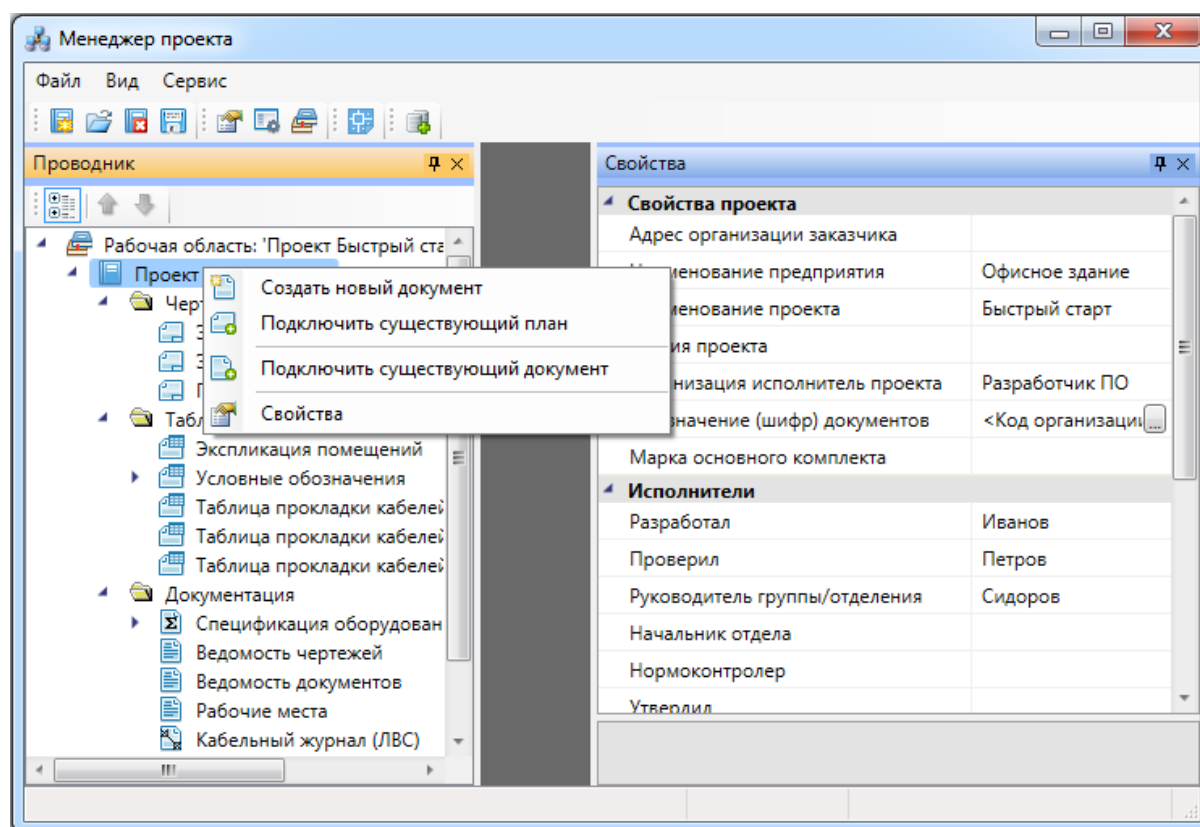 Менеджер проекта
Файл Вид Сервис
Проводник
Рабочая область: 'Проект Быстрый ста
Проект
Создать новый документ
Подключить существующий план
Подключить существующий документ
Свойства
Экспликация помещений
Условные обозначения
Таблица прокладки кабелей
Таблица прокладки кабелей
Таблица прокладки кабелей
Документация
Спецификация оборудован
Ведомость чертежей
Ведомость документов
Рабочие места
Кабельный журнал (ЛВС)
Свойства
Свойства проекта
Адрес организации заказчика
менование предприятия Офисное здание
менование проекта Быстрый старт
ия проекта
низация исполнитель проекта Разработчик ПО
значение (шифр) документов <Код организации ...
Марка основного комплекта
Исполнители
Разработал Иванов
Проверил Петров
Руководитель группы/отделения Сидоров
Начальник отдела
Нормоконтролер
Утвердил